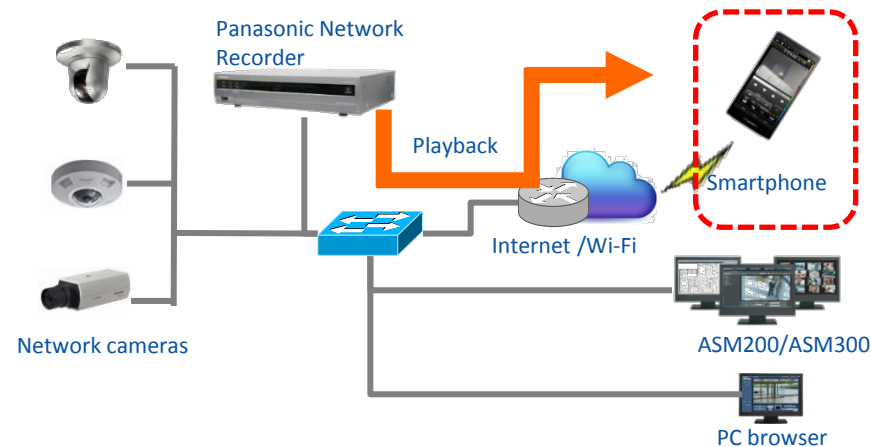 Panasonic Network
Recorder
Playback
Smartphone
Internet /Wi-Fi
Network cameras
ASM200/ASM300
PC browser